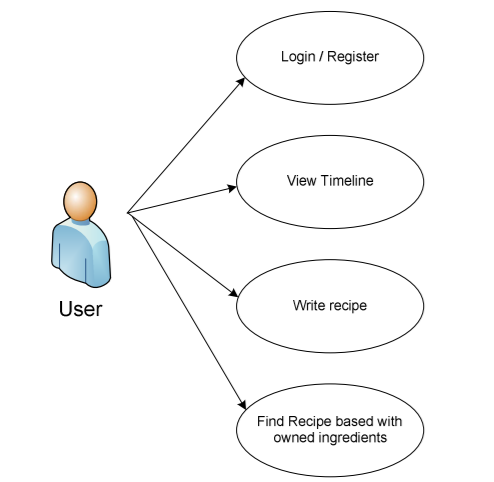 Login / Register
View Timeline
User
Write recipe
Find Recipe based with
owned ingredients